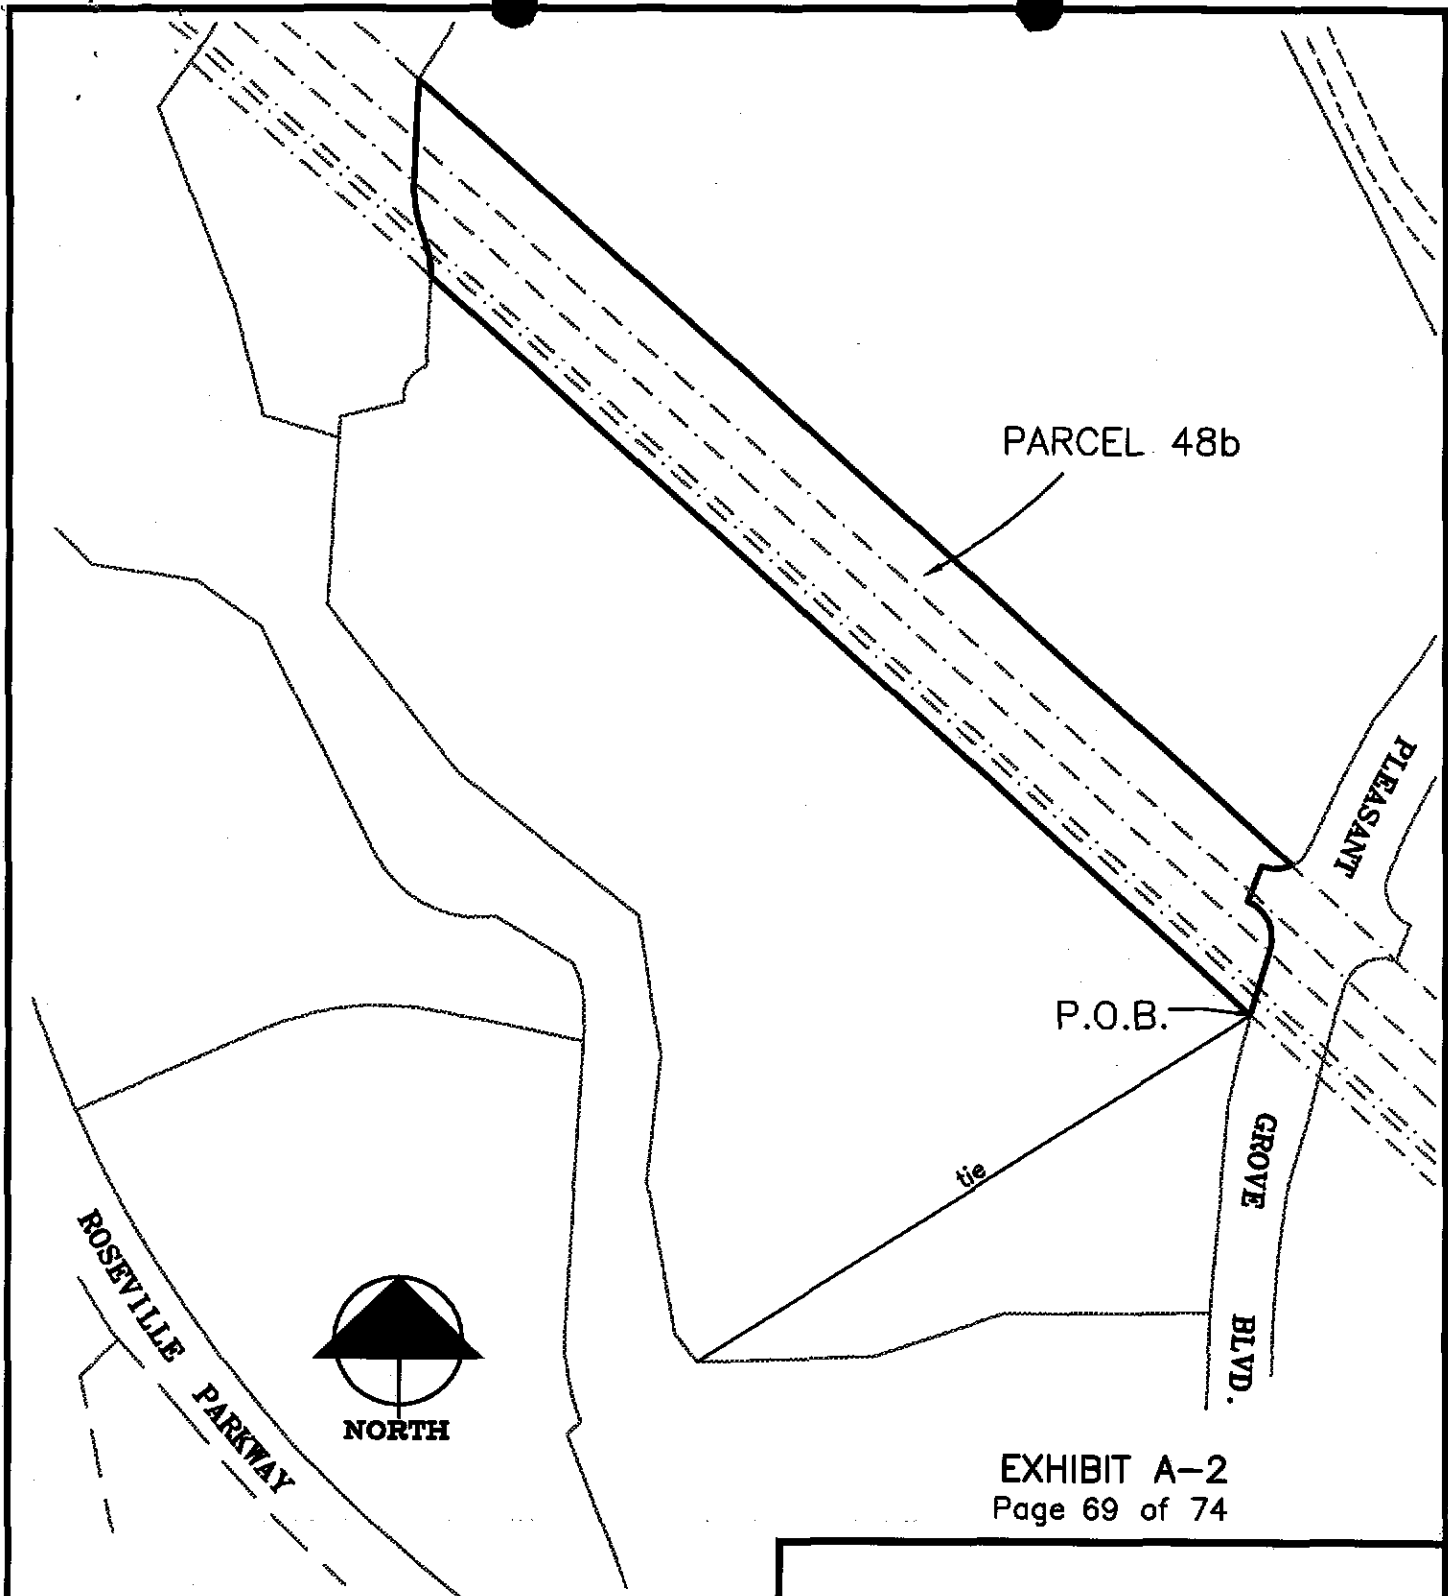 PARCEL 48b
PLEASANT
P.O.B.
GROVE
tie
ROSEVILLE PARKWAY
BLVD.
NORTH
EXHIBIT A-2
Page 69 of 74